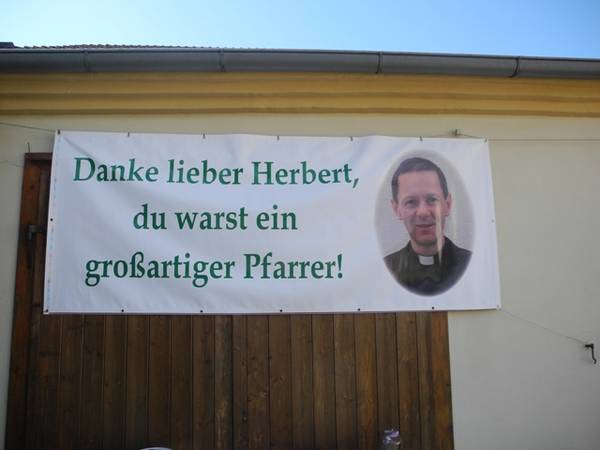 Danke lieber Herbert,
du warst ein
großartiger Pfarrer!